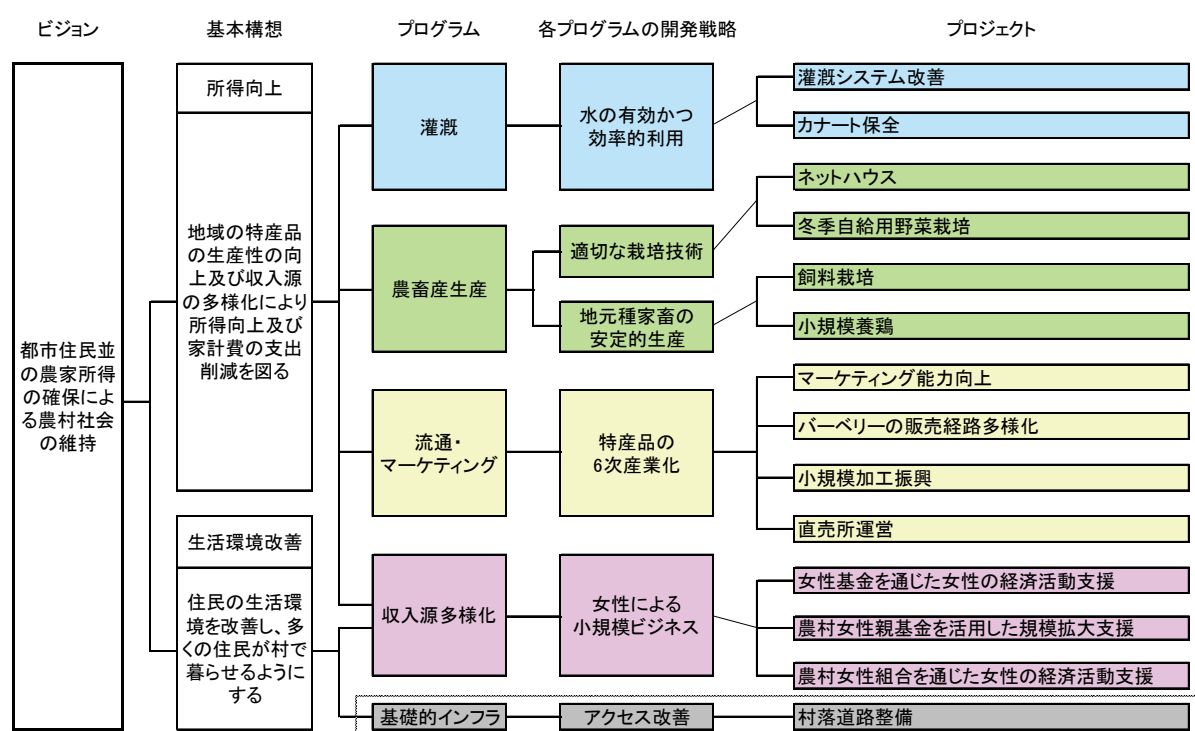 ビジョン
基本構想
プログラム
各プログラムの開発戦略
プロジェクト
都市住民並
の農家所得
の確保によ
る農村社会
の維持
所得向上
地域の特産品
の生産性の向
上及び収入源
の多様化により
所得向上及び
家計費の支出
削減を図る
生活環境改善
住民の生活環
境を改善し、多
くの住民が村で
暮らせるように
する
灌漑
水の有効かつ
効率的利用
灌漑システム改善
カナート保全
農畜産生産
適切な栽培技術
ネットハウス
冬季自給用野菜栽培
地元種家畜の
安定的生産
飼料栽培
小規模養鶏
流通・
マーケティング
特産品の
6次産業化
マーケティング能力向上
バーベリーの販売経路多様化
小規模加工振興
直売所運営
収入源多様化
女性による
小規模ビジネス
女性基金を通じた女性の経済活動支援
農村女性親基金を活用した規模拡大支援
農村女性組合を通じた女性の経済活動支援
基礎的インフラ
アクセス改善
村落道路整備